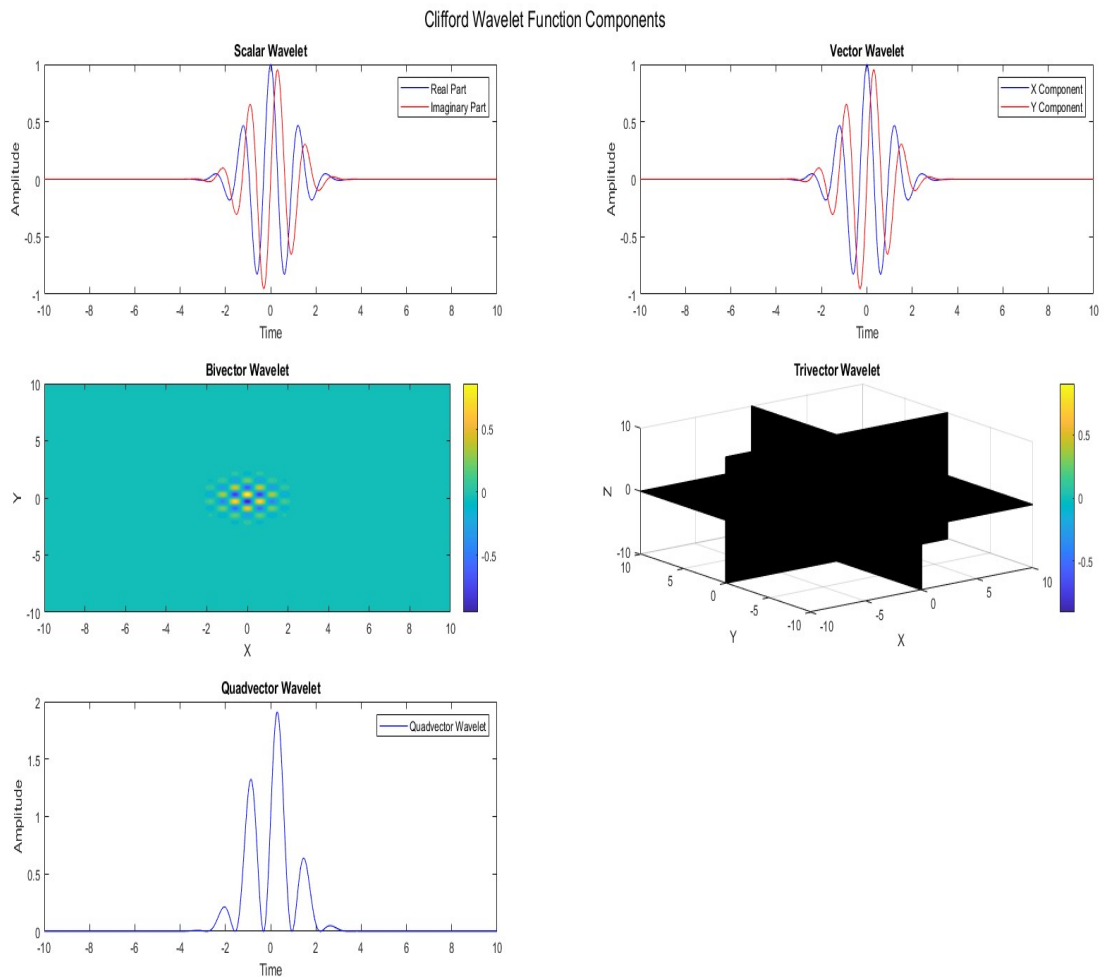 Clifford Wavelet Function Components
Scalar Wavelet
1
0.5
0
-0.5
-1
Amplitude
Real Part
Imaginary Part
-10 -8 -6 -4 -2 0 2 4 6 8 10
Time
Vector Wavelet
1
0.5
0
-0.5
-1
Amplitude
X Component
Y Component
-10 -8 -6 -4 -2 0 2 4 6 8 10
Time
Bivector Wavelet
10
5
0
-5
-10
Y
-10 -8 -6 -4 -2 0 2 4 6 8 10
X
0.5
0
-0.5
Trivector Wavelet
10
0
-10
Z
10 5 0 -5 -10
Y
-10 -5 0 5 10
X
0.5
0
-0.5
Quadvector Wavelet
2
1.5
1
0.5
0
Amplitude
Quadvector Wavelet
-10 -8 -6 -4 -2 0 2 4 6 8 10
Time